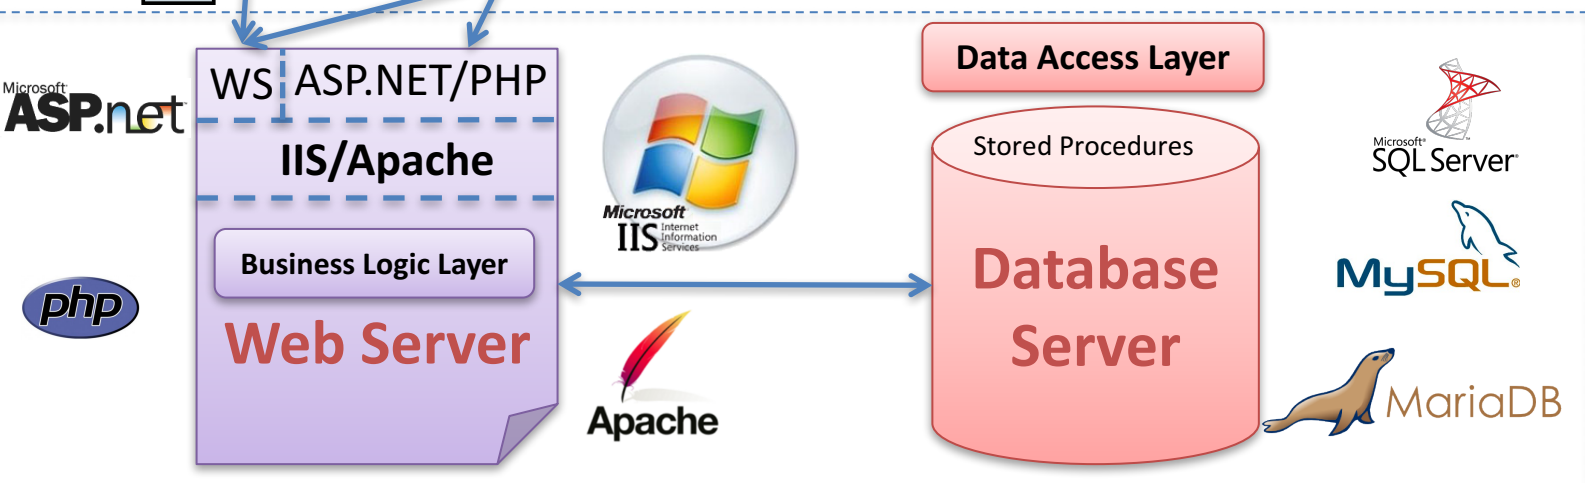 WS ASP.NET/PHP
IIS/Apache
Business Logic Layer
Web Server
Microsoft
ASP.net
php
Microsoft
IIS Internet
Information
Services
Apache
Data Access Layer
Stored Procedures
Database
Server
Microsoft®
SQL Server®
MySQL®
MariaDB